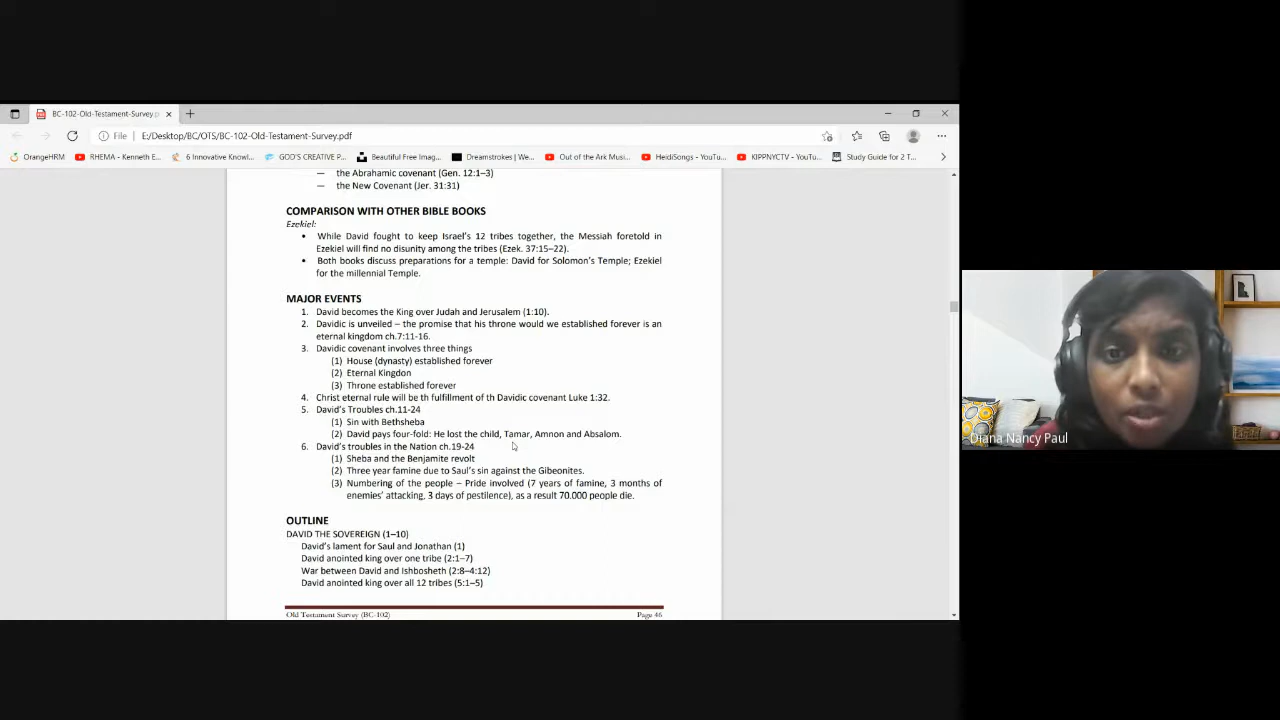 BC-102-Old-Testament-Survey.p
File E:/Desktop/BC/OTS/BC-102-Old-Testament-Survey.pdf
OrangeHRM RHEMA - Kenneth E... 6 Innovative Knowl... GOD'S CREATIVE P... Beautiful Free Imag... Dreamstrokes | We... Out of the Ark Musi... HeidiSongs - YouTu... KIPPNYCTV - YouTu... Study Guide for 2 T...
— the Abrahamic covenant (Gen. 12:1–3)
— the New Covenant (Jer. 31:31)
COMPARISON WITH OTHER BIBLE BOOKS
Ezekiel:
• While David fought to keep Israel's 12 tribes together, the Messiah foretold in
Ezekiel will find no disunity among the tribes (Ezek. 37:15–22).
• Both books discuss preparations for a temple: David for Solomon's Temple; Ezekiel
for the millennial Temple.
MAJOR EVENTS
1. David becomes the King over Judah and Jerusalem (1:10).
2. Davidic is unveiled – the promise that his throne would we established forever is an
eternal kingdom ch.7:11-16.
3. Davidic covenant involves three things
(1) House (dynasty) established forever
(2) Eternal Kingdon
(3) Throne established forever
4. Christ eternal rule will be th fulfillment of th Davidic covenant Luke 1:32.
5. David's Troubles ch.11-24
(1) Sin with Bethsheba
(2) David pays four-fold: He lost the child, Tamar, Amnon and Absalom.
6. David's troubles in the Nation ch.19-24
(1) Sheba and the Benjamite revolt
(2) Three year famine due to Saul's sin against the Gibeonites.
(3) Numbering of the people – Pride involved (7 years of famine, 3 months of
enemies' attacking, 3 days of pestilence), as a result 70.000 people die.
OUTLINE
DAVID THE SOVEREIGN (1–10)
David's lament for Saul and Jonathan (1)
David anointed king over one tribe (2:1–7)
War between David and Ishbosheth (2:8–4:12)
David anointed king over all 12 tribes (5:1–5)
Old Testament Survey (BC-102) Page 46
Diana Nancy Paul